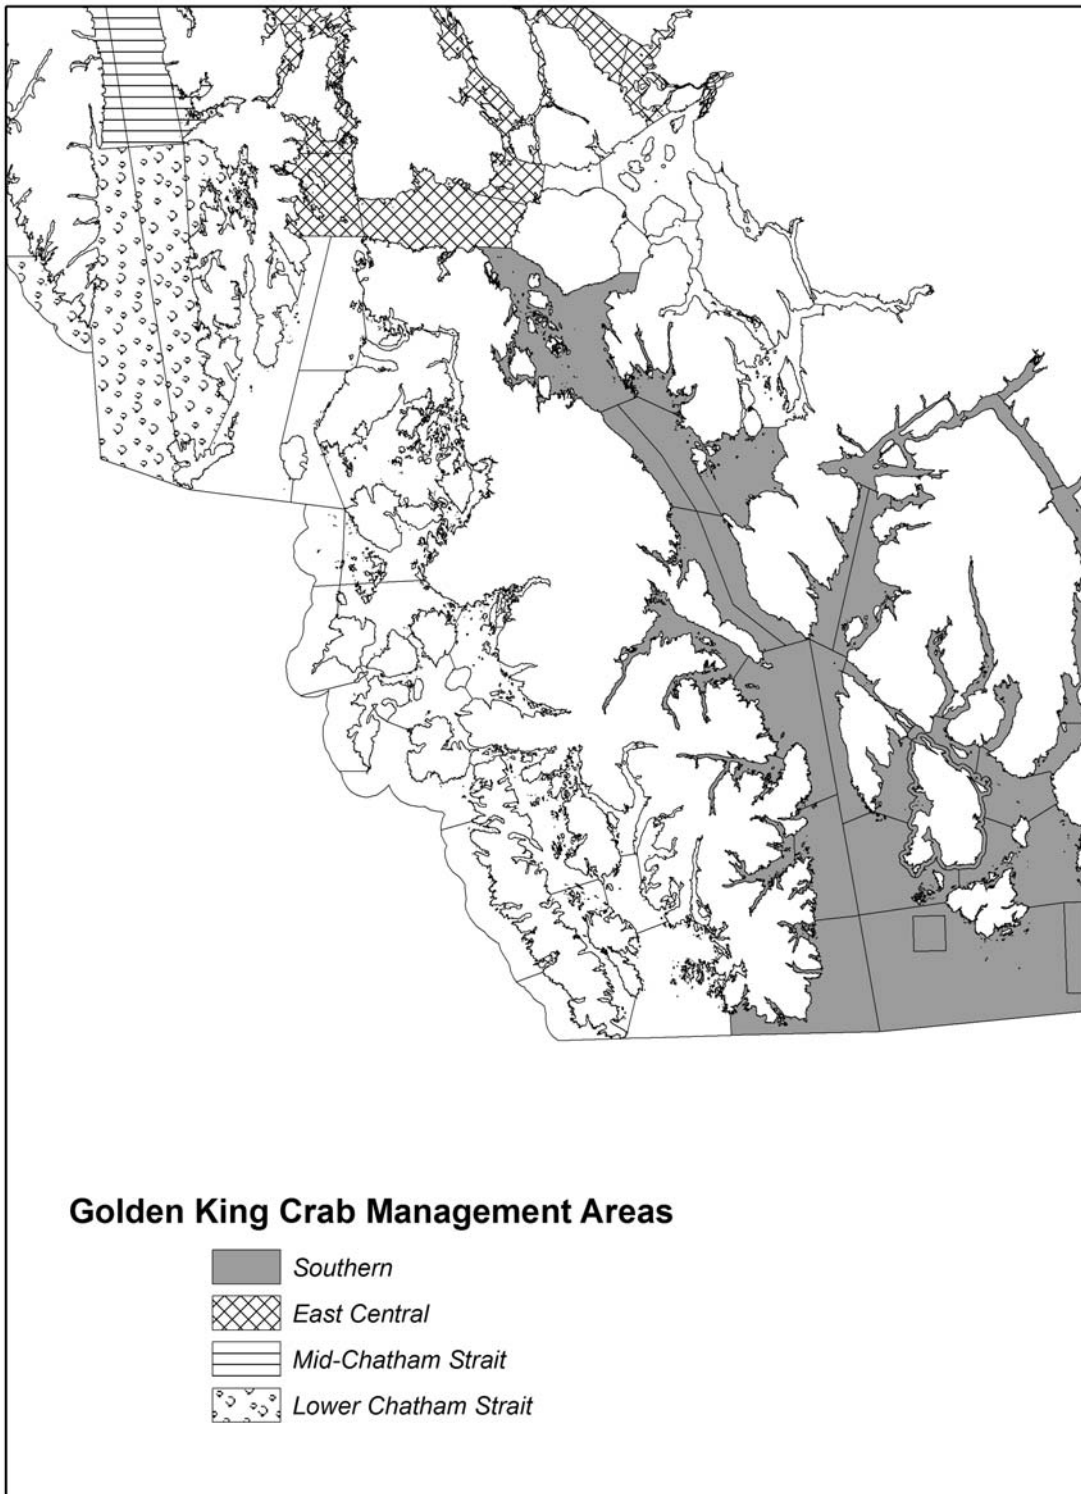 Golden King Crab Management Areas
Southern
East Central
Mid-Chatham Strait
Lower Chatham Strait